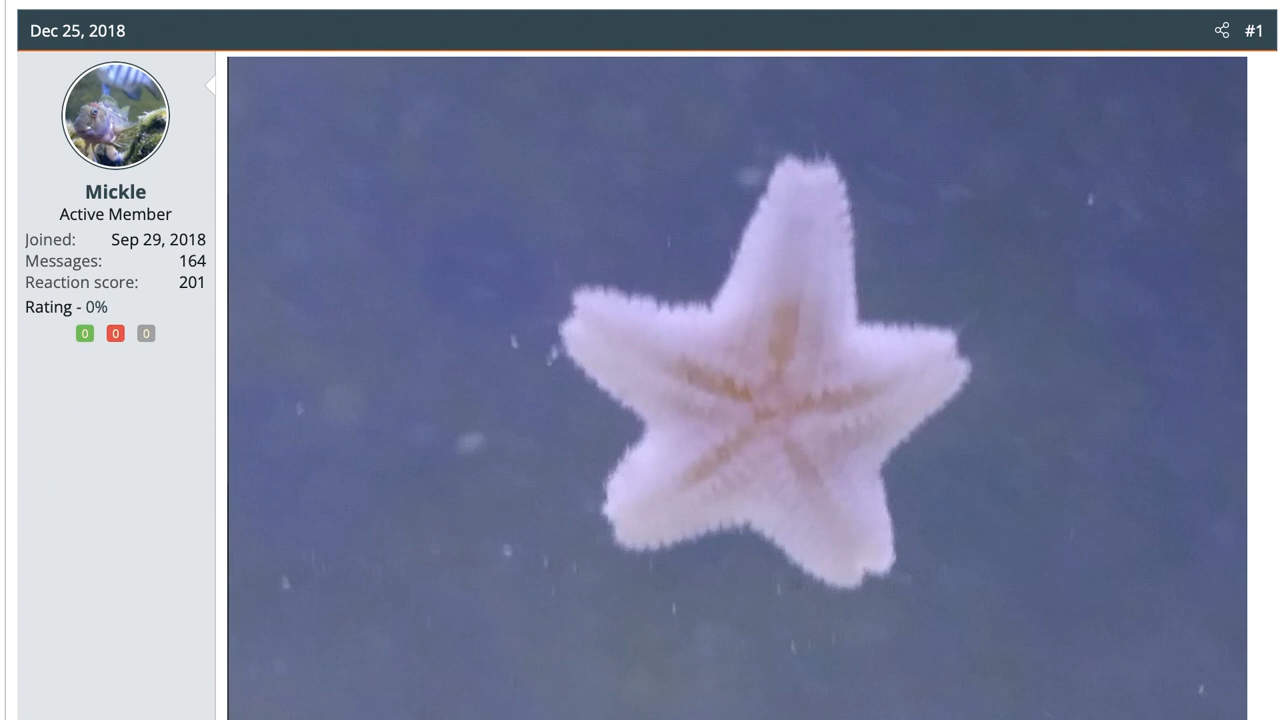 Dec 25, 2018 #1
Mickle
Active Member
Joined: Sep 29, 2018
Messages: 164
Reaction score: 201
Rating - 0%
0 0 0